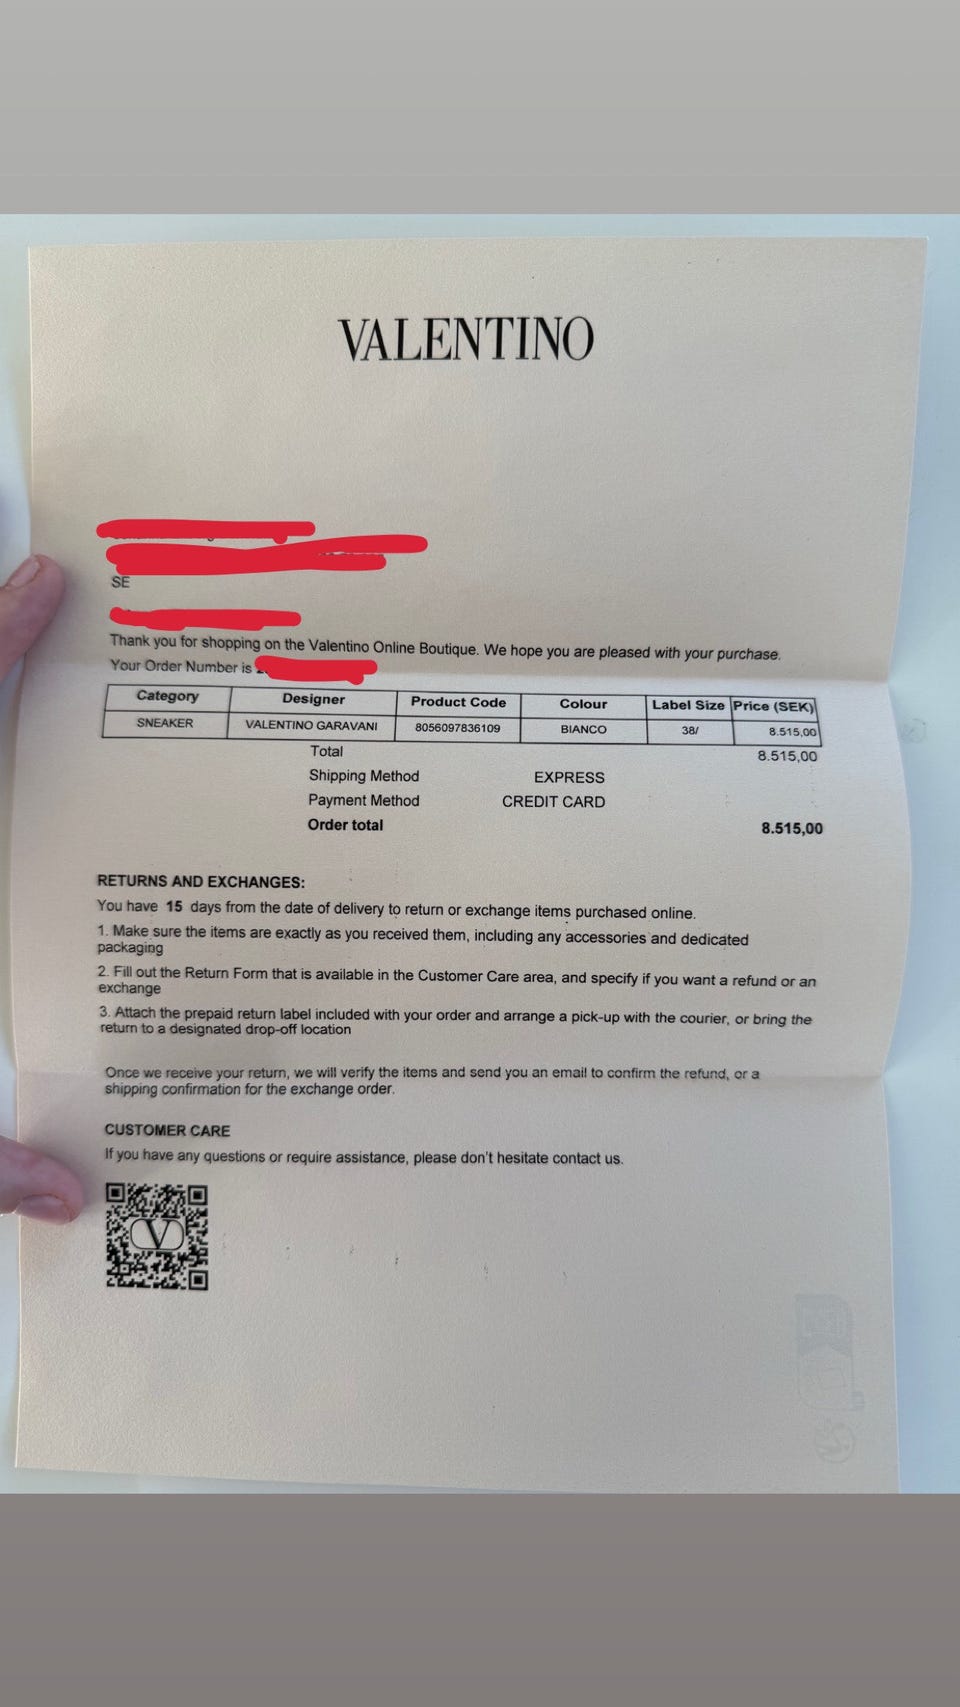 VALENTINO
SE
Thank you for shopping on the Valentino Online Boutique. We hope you are pleased with your purchase.
Your Order Number is
Category Designer Product Code Colour Label Size Price (SEK)
SNEAKER VALENTINO GARAVANI 8056097836109 BIANCO 38/ 8.515,00
Total 8.515,00
Shipping Method EXPRESS
Payment Method CREDIT CARD
Order total 8.515,00
RETURNS AND EXCHANGES:
You have 15 days from the date of delivery to return or exchange items purchased online.
1. Make sure the items are exactly as you received them, including any accessories and dedicated
packaging
2. Fill out the Return Form that is available in the Customer Care area, and specify if you want a refund or an
exchange
3. Attach the prepaid return label included with your order and arrange a pick-up with the courier, or bring the
return to a designated drop-off location
Once we receive your return, we will verify the items and send you an email to confirm the refund, or a
shipping confirmation for the exchange order.
CUSTOMER CARE
If you have any questions or require assistance, please don't hesitate contact us.
V